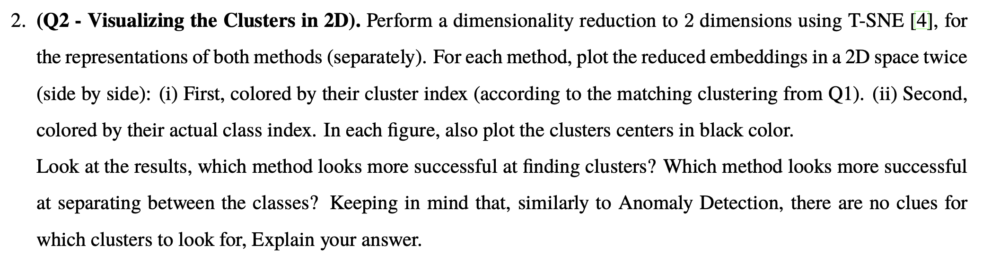 2. (Q2 - Visualizing the Clusters in 2D). Perform a dimensionality reduction to 2 dimensions using T-SNE [4], for
the representations of both methods (separately). For each method, plot the reduced embeddings in a 2D space twice
(side by side): (i) First, colored by their cluster index (according to the matching clustering from Q1). (ii) Second,
colored by their actual class index. In each figure, also plot the clusters centers in black color.
Look at the results, which method looks more successful at finding clusters? Which method looks more successful
at separating between the classes? Keeping in mind that, similarly to Anomaly Detection, there are no clues for
which clusters to look for, Explain your answer.